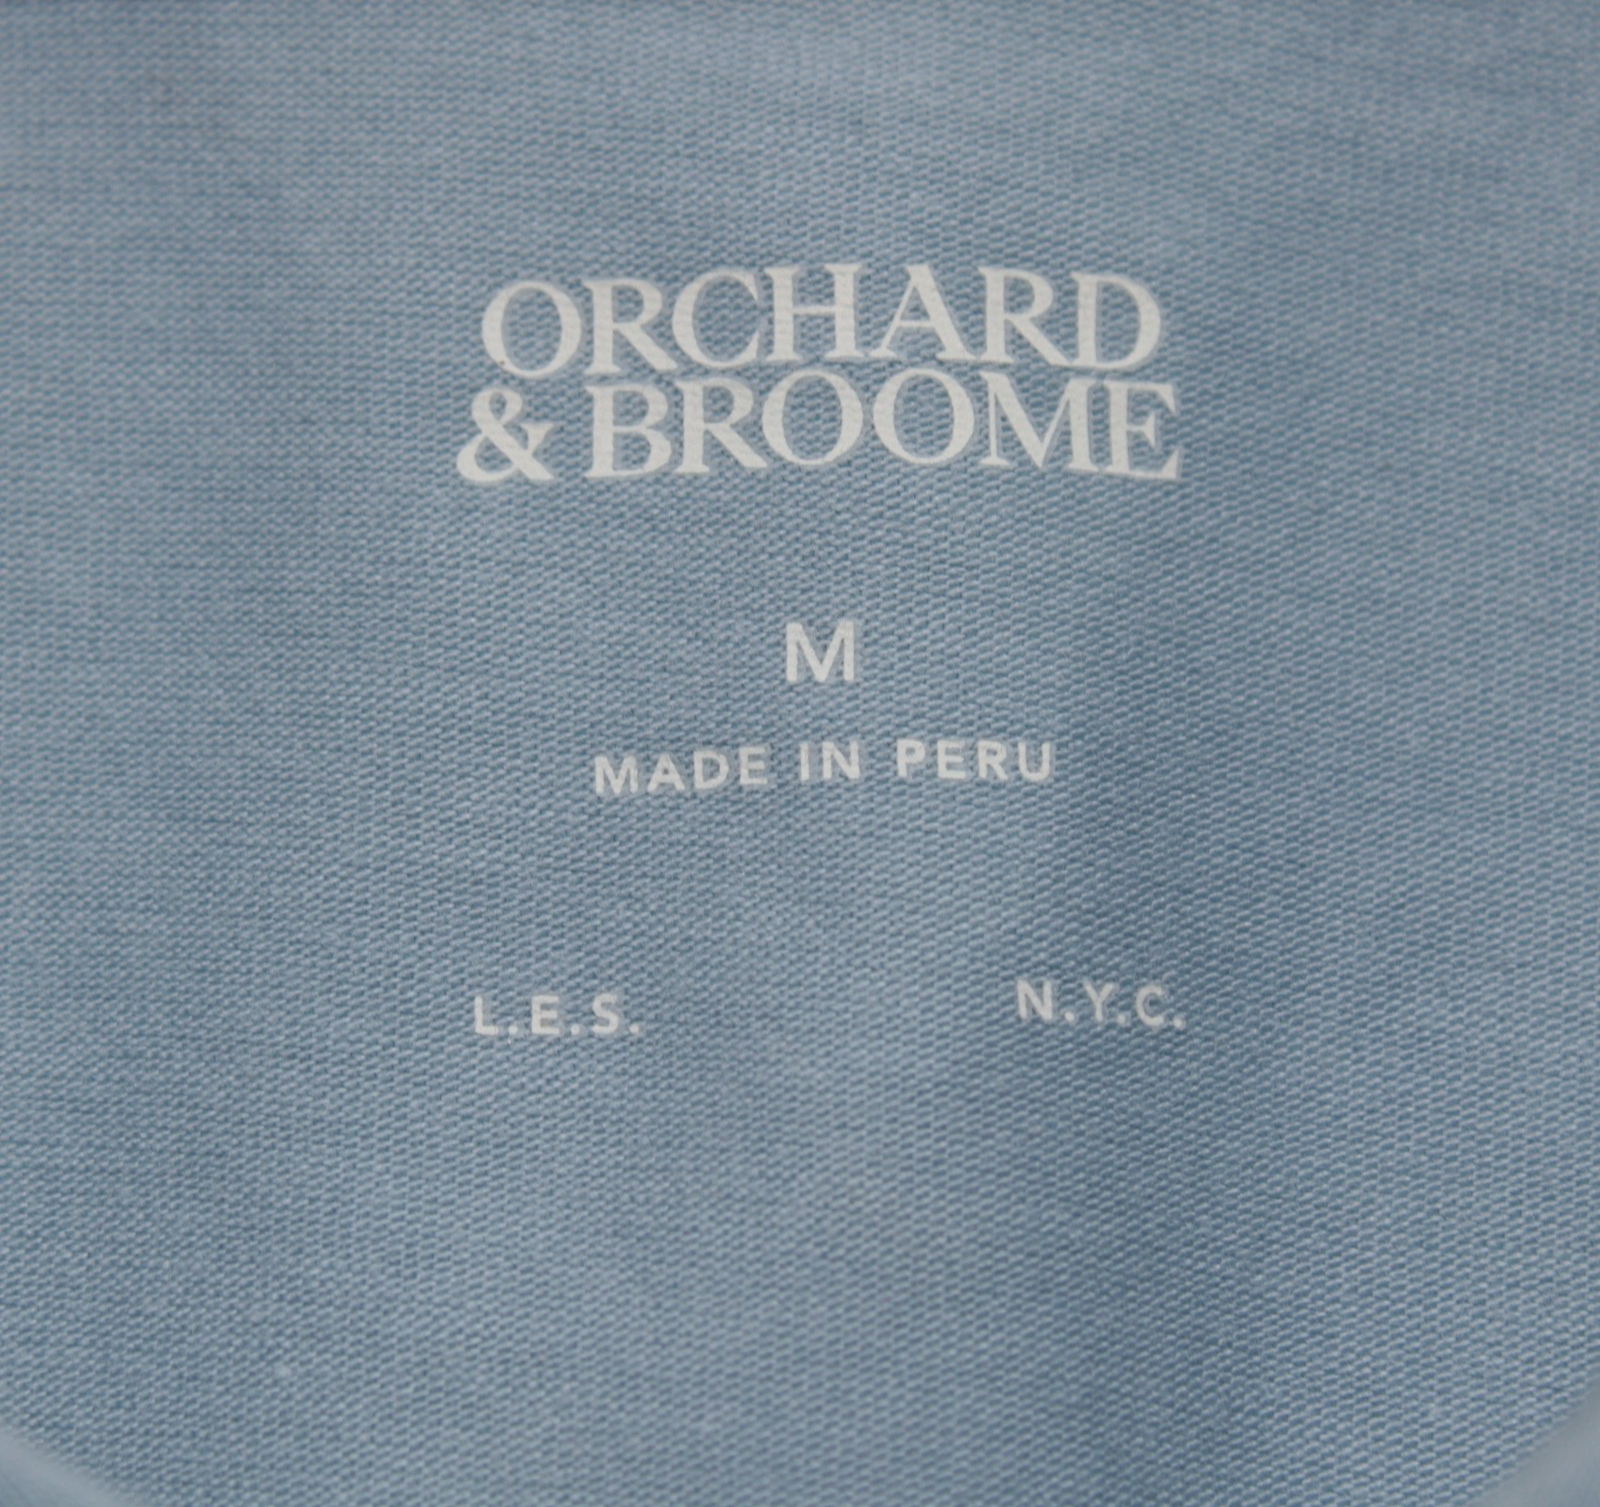 ORCHARD
& BROOME
M
MADE IN PERU
L.E.S. N.Y.C.